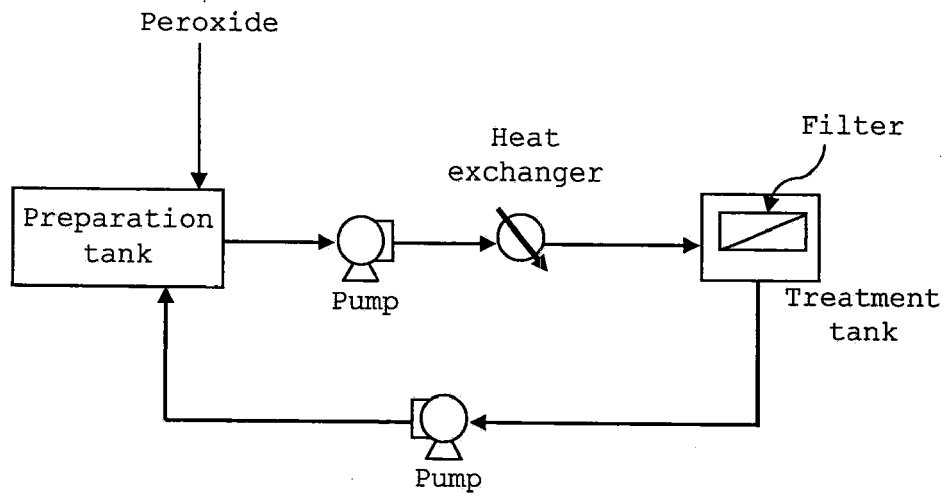 Peroxide
Heat
exchanger
Filter
Preparation
tank
Pump
Treatment
tank
Pump